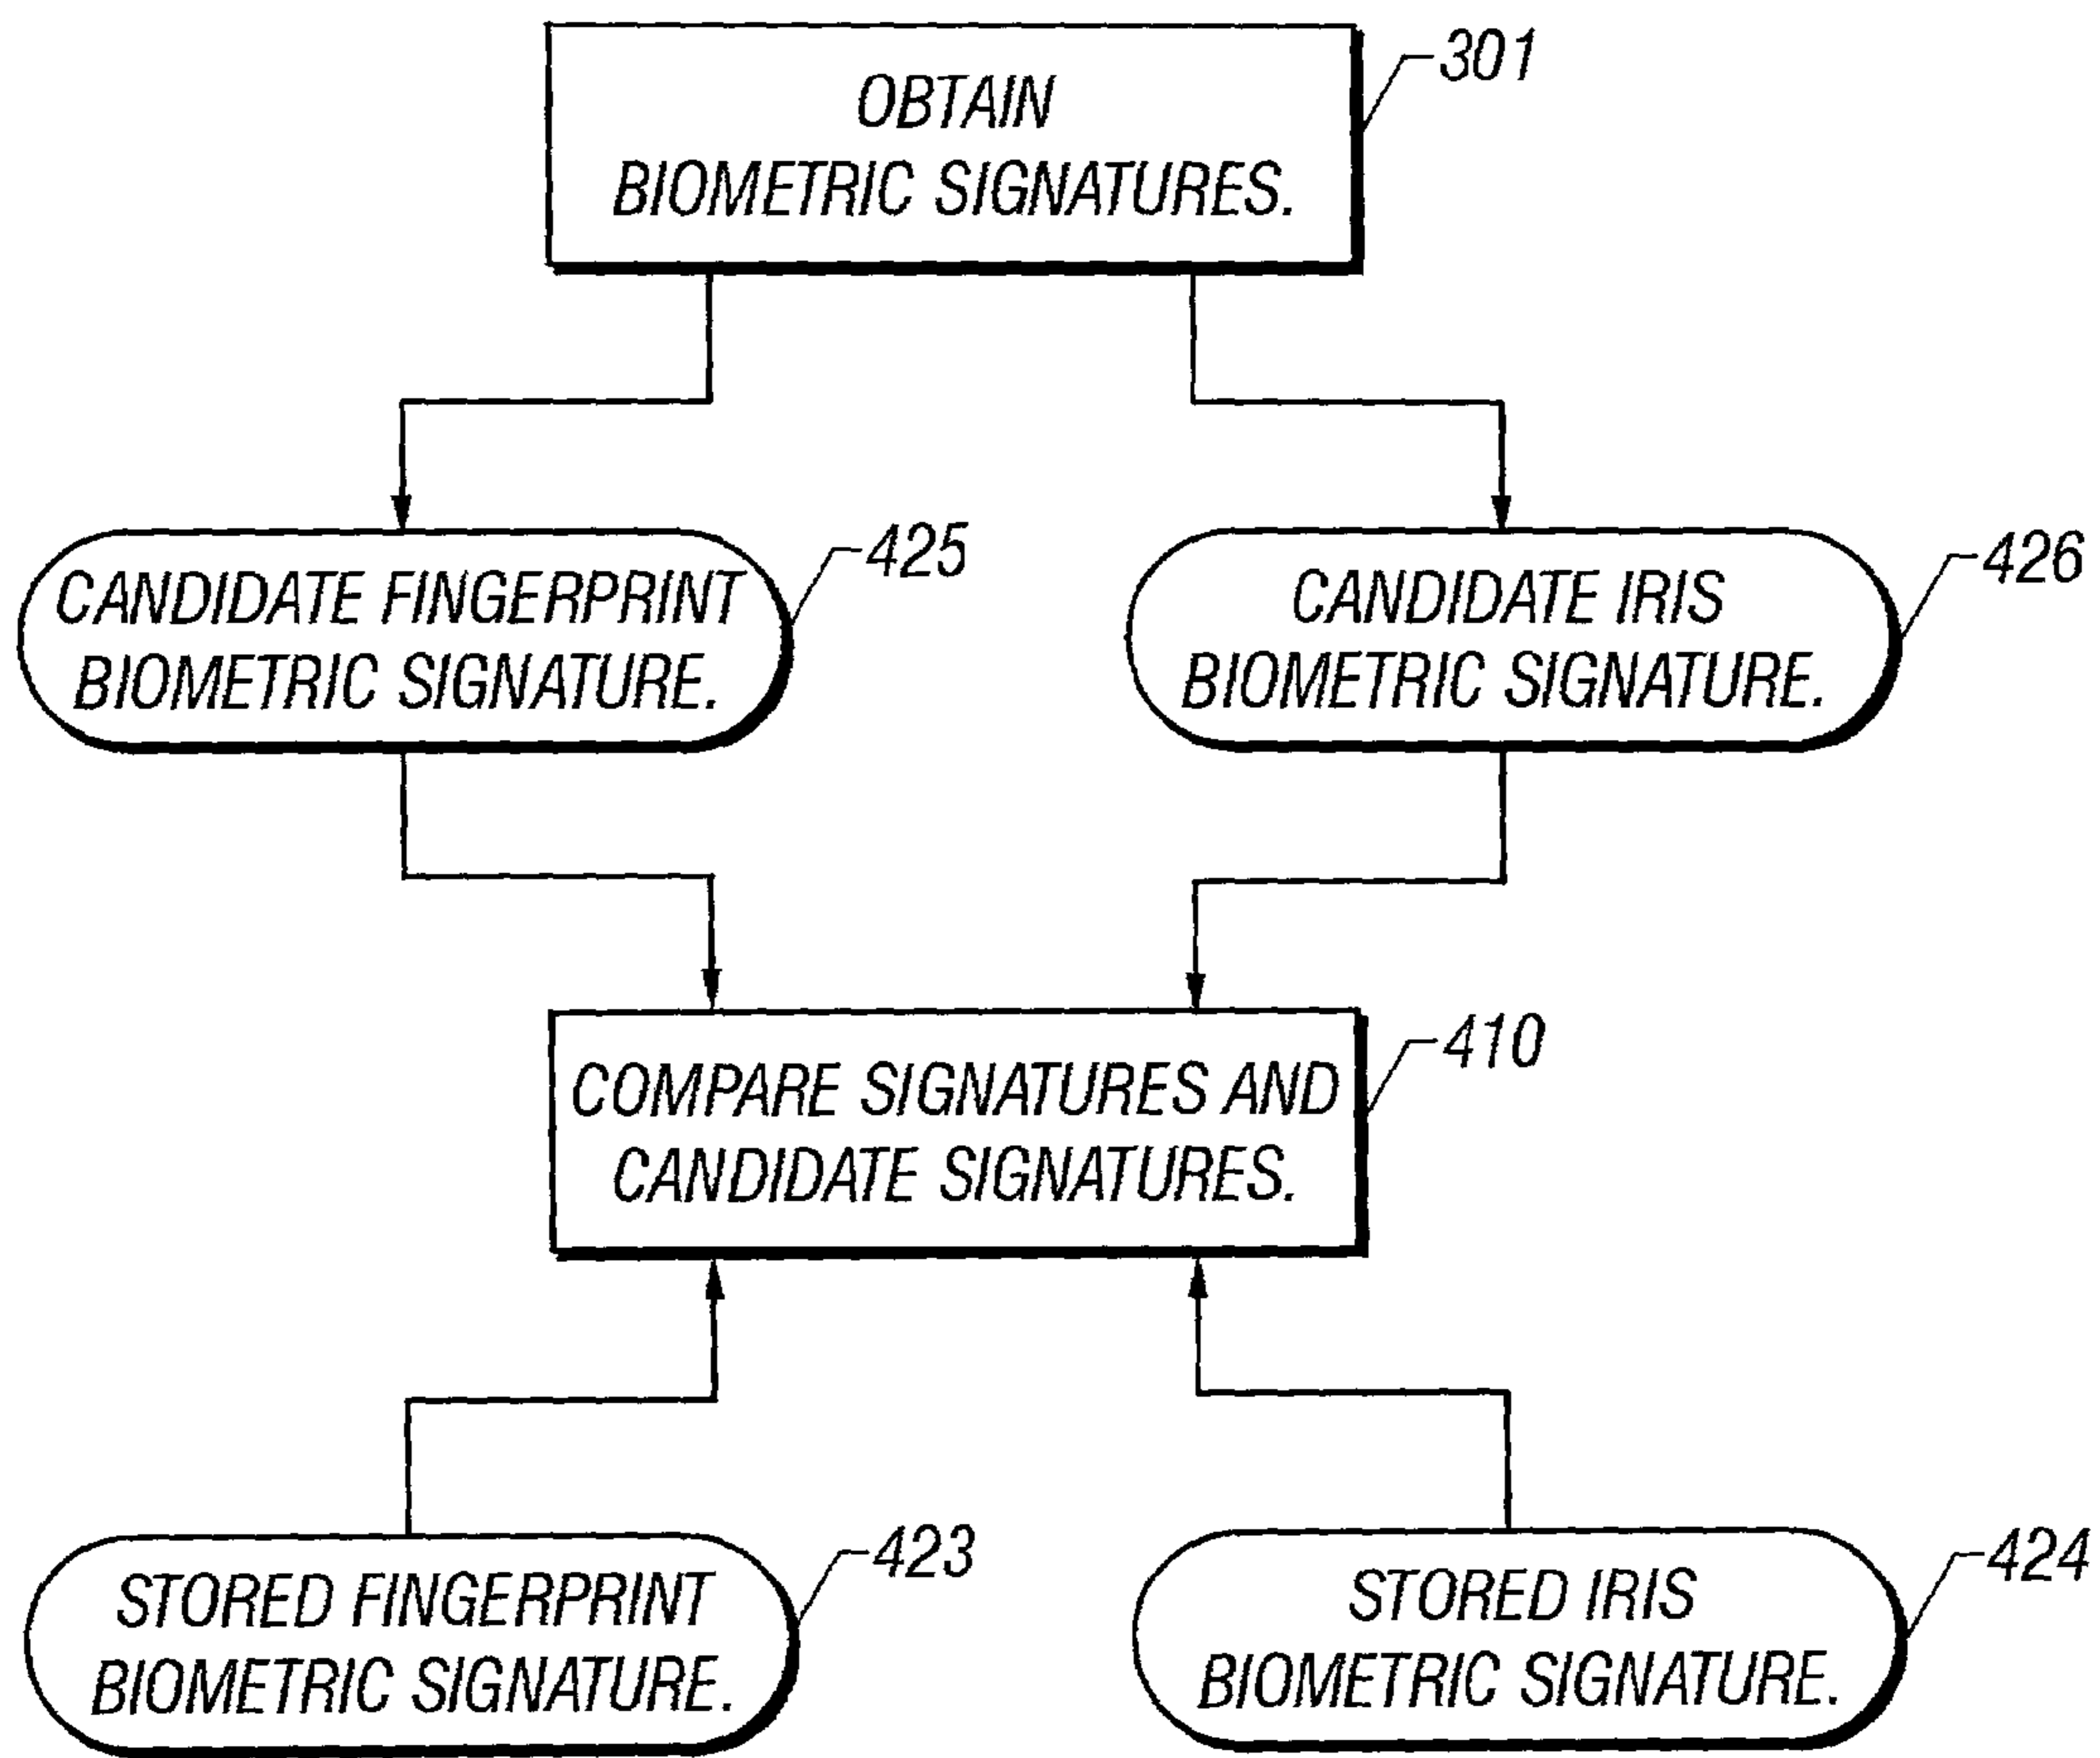 OBTAIN
BIOMETRIC SIGNATURES.
301
CANDIDATE FINGERPRINT
BIOMETRIC SIGNATURE.
425
CANDIDATE IRIS
BIOMETRIC SIGNATURE.
426
COMPARE SIGNATURES AND
CANDIDATE SIGNATURES.
410
STORED FINGERPRINT
BIOMETRIC SIGNATURE.
423
STORED IRIS
BIOMETRIC SIGNATURE.
424